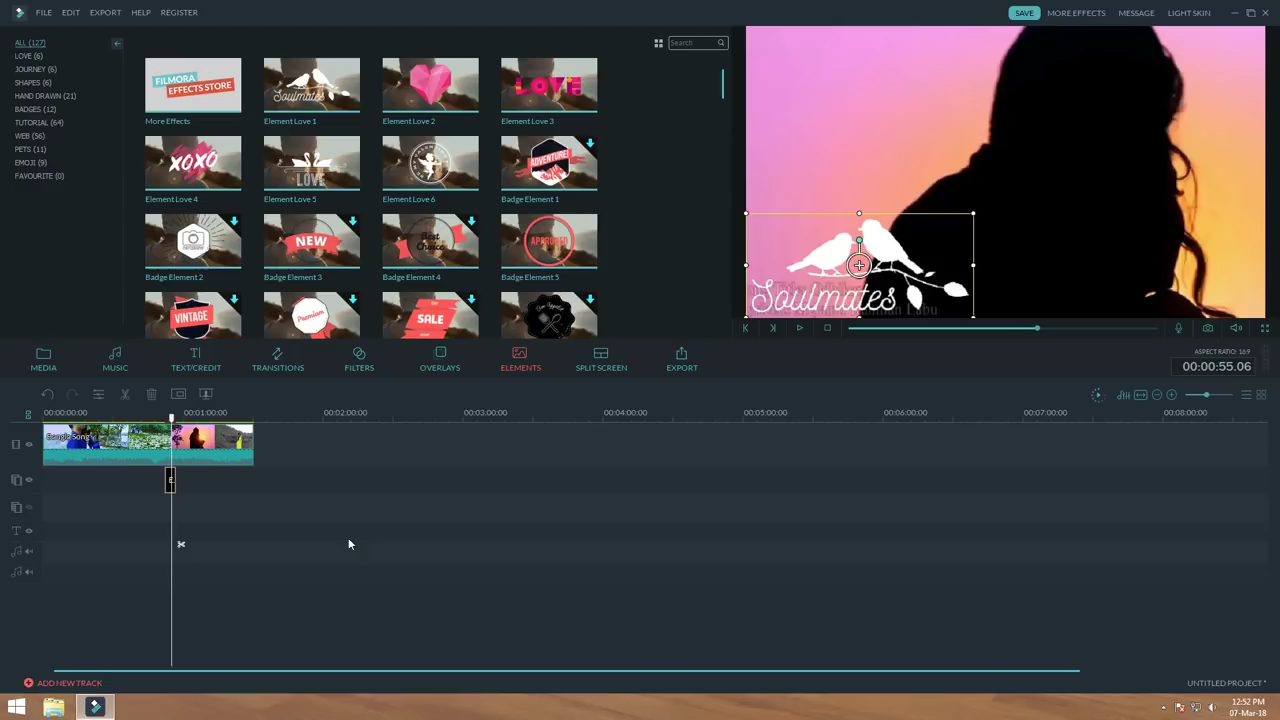 FILE EDIT EXPORT HELP REGISTER
SAVE MORE EFFECTS MESSAGE LIGHT SKIN
ALL (127)
LOVE (6)
JOURNEY (6)
SHAPES (6)
HAND DRAWN (21)
BADGES (12)
TUTORIAL (64)
WEB (56)
PETS (11)
EMOJI (9)
FAVOURITE (0)
Search
FILMORA
EFFECTS STORE
Soulmates
LOVE
More Effects
Element Love 1
Element Love 2
Element Love 3
XOXO
LOVE
ADVENTURE
Element Love 4
Element Love 5
Element Love 6
Badge Element 1
NEW
Best
Choice
APPROVED
Badge Element 2
Badge Element 3
Badge Element 4
Badge Element 5
VINTAGE
Premium
SALE
Soulmates
MEDIA
MUSIC
TEXT/CREDIT
TRANSITIONS
FILTERS
OVERLAYS
ELEMENTS
SPLIT SCREEN
EXPORT
ASPECT RATIO: 16:9
00:00:55.06
00:00:00:00 00:01:00:00 00:02:00:00 00:03:00:00 00:04:00:00 00:05:00:00 00:06:00:00 00:07:00:00 00:08:00:00
Bangla Song
E
ADD NEW TRACK
UNTITLED PROJECT *
12:52 PM
07-Mar-18